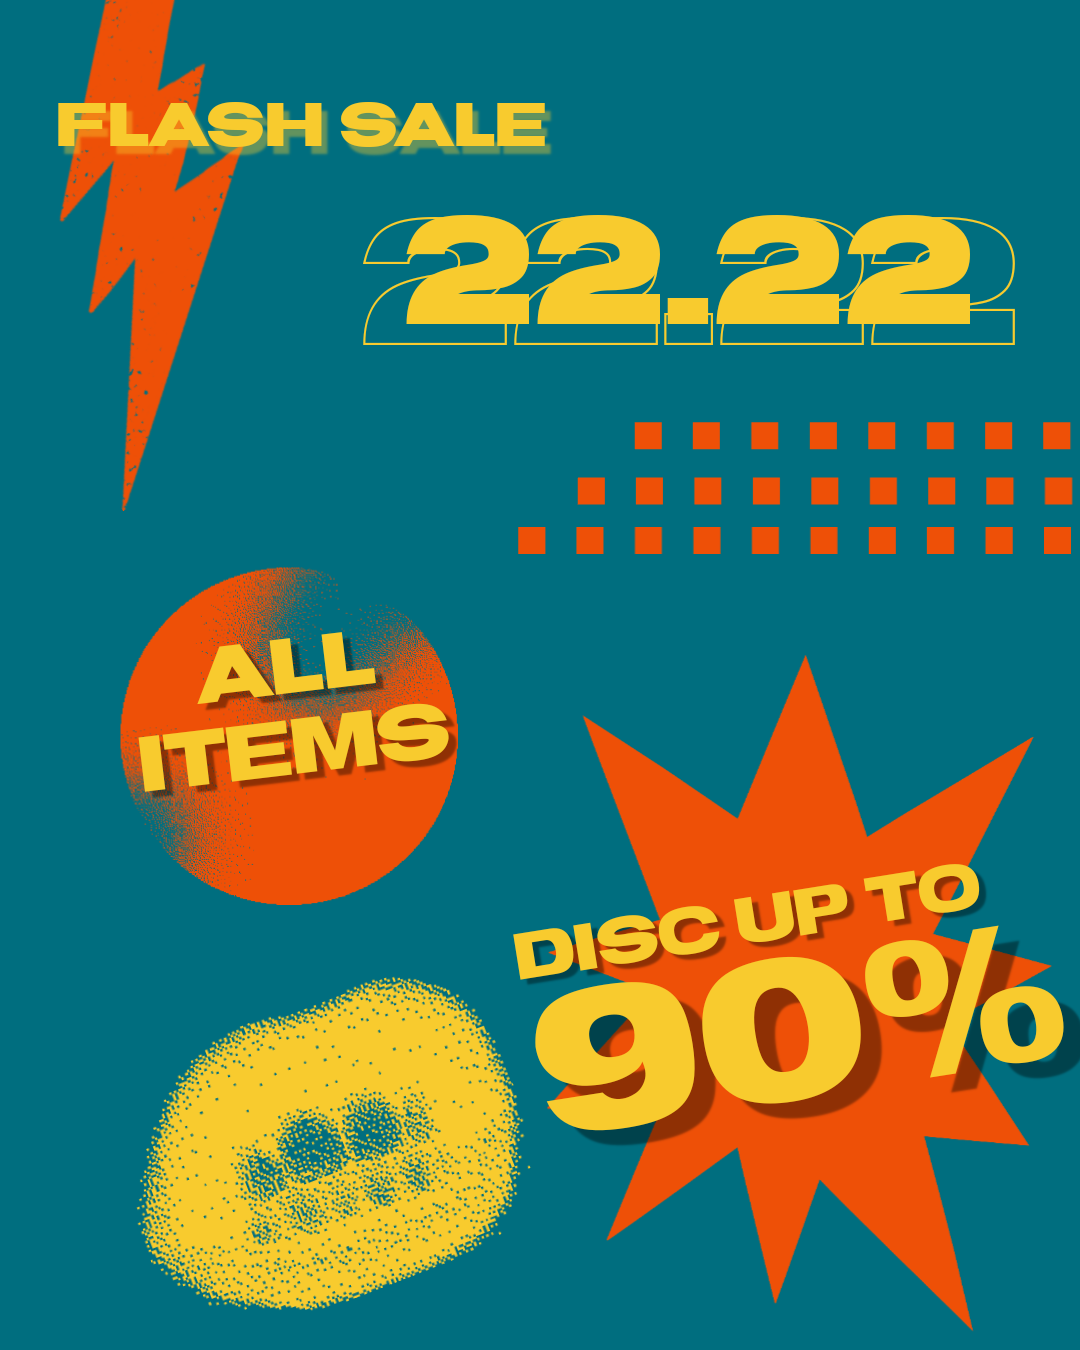 FLASH SALE
22.22
ALL
ITEMS
DISC UP TO
90%